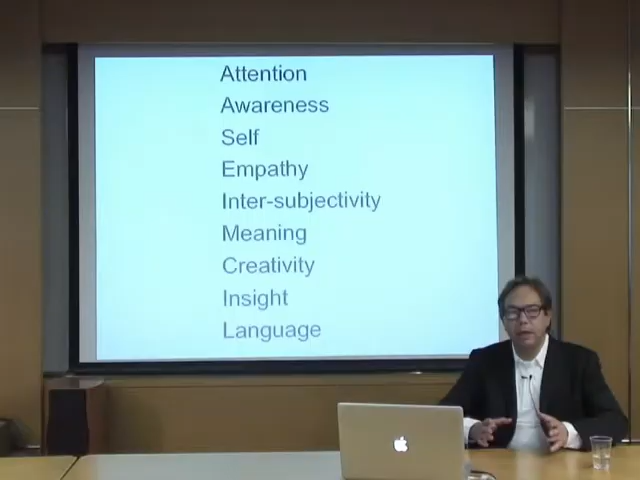 Attention
Awareness
Self
Empathy
Inter-subjectivity
Meaning
Creativity
Insight
Language